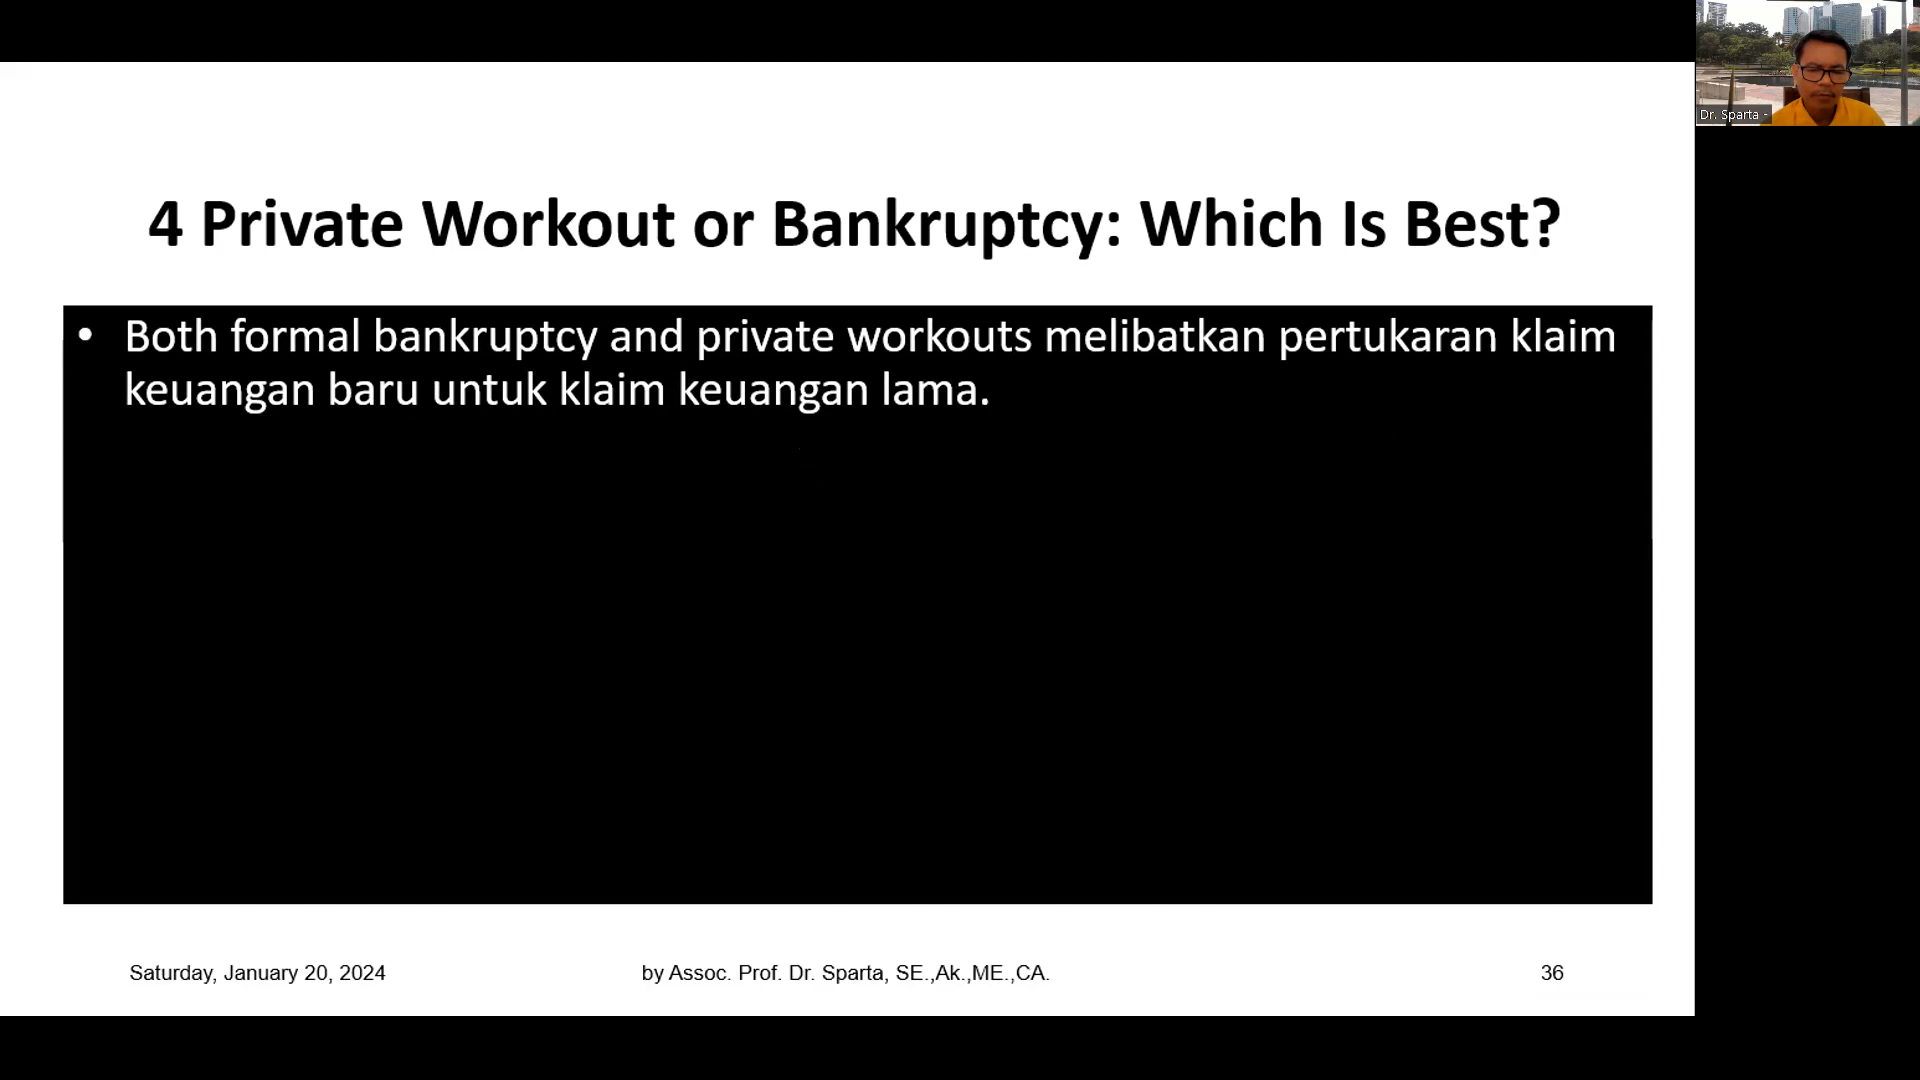 Dr. Sparta -
4 Private Workout or Bankruptcy: Which Is Best?
• Both formal bankruptcy and private workouts melibatkan pertukaran klaim
keuangan baru untuk klaim keuangan lama.
Saturday, January 20, 2024
by Assoc. Prof. Dr. Sparta, SE.,Ak.,ME.,CA.
36